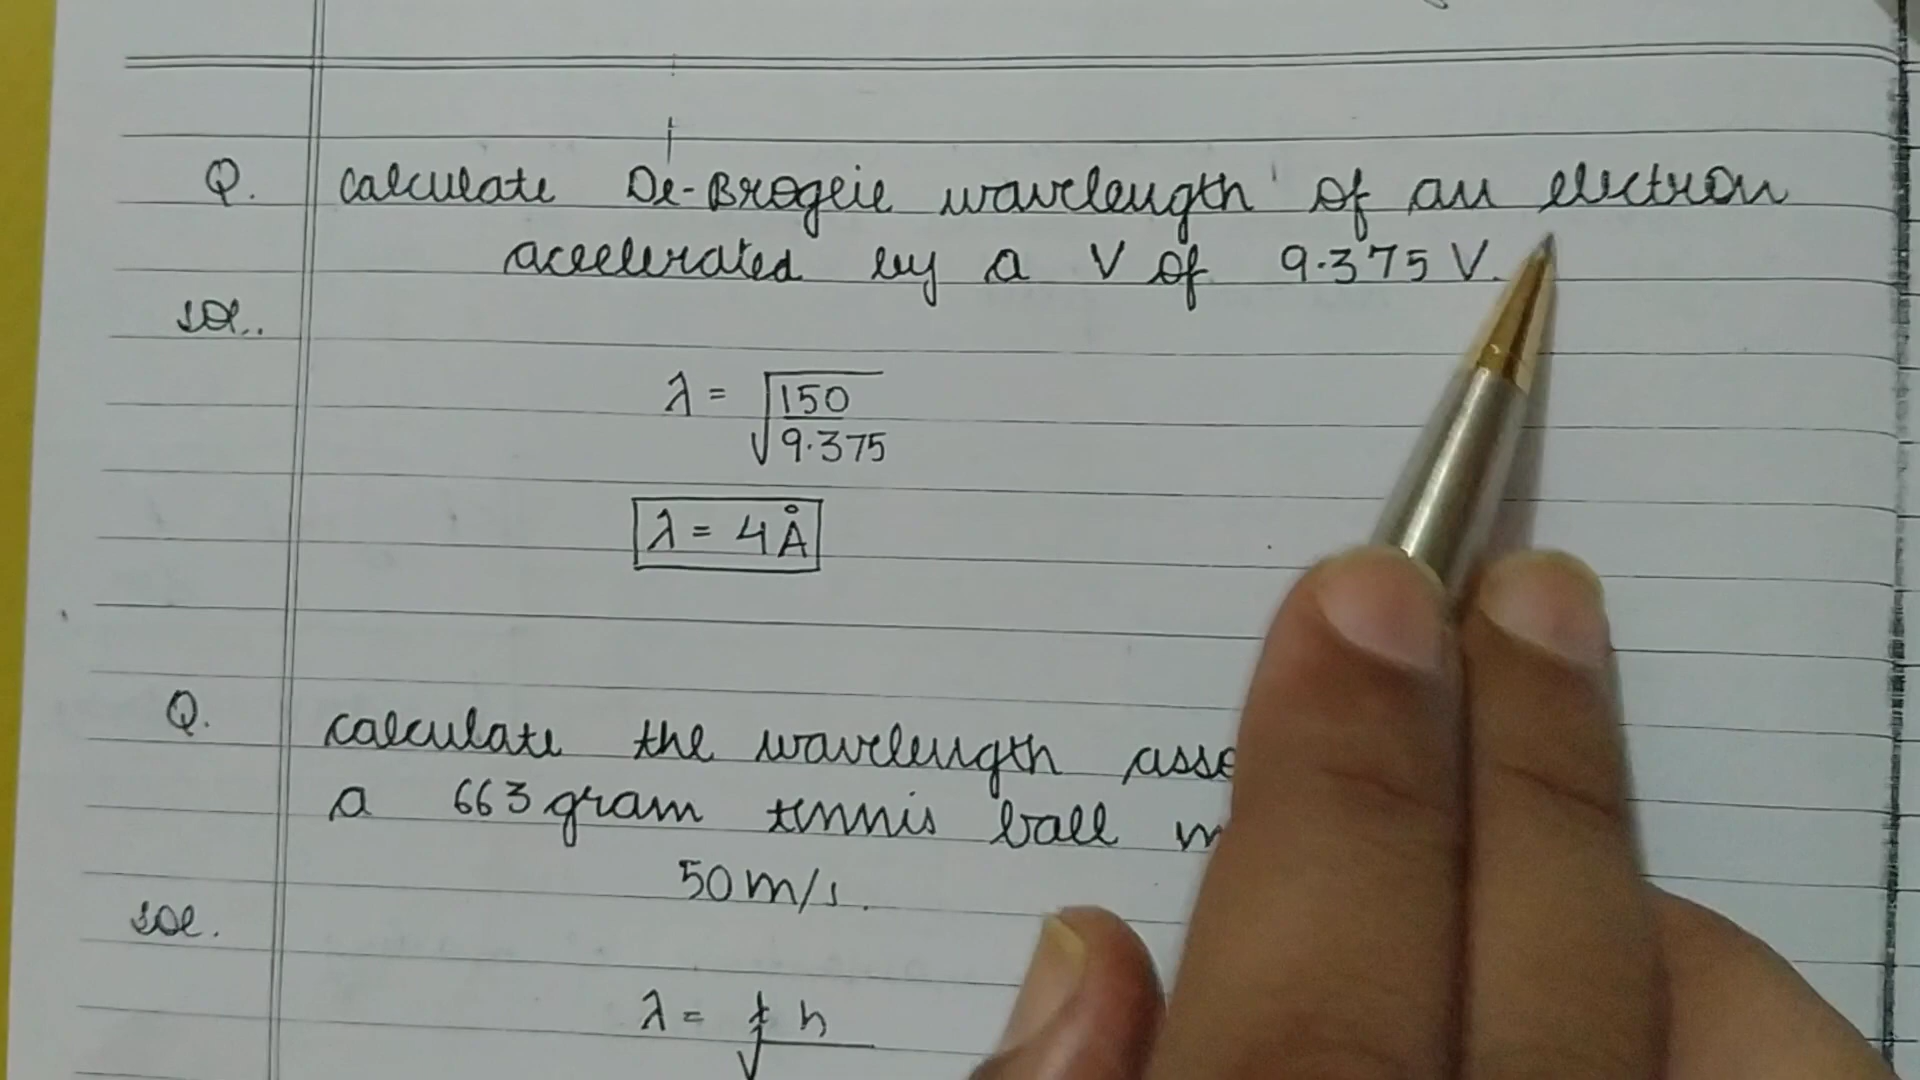 Q. calculate De-Brogeie wavelength of an electron
accelerated by a V of 9.375 V.
sol..
λ = √150/9.375
λ = 4 Å
Q. calculate the wavelength
a 663 gram tennis ball
50 m/s.
sol.
λ = h